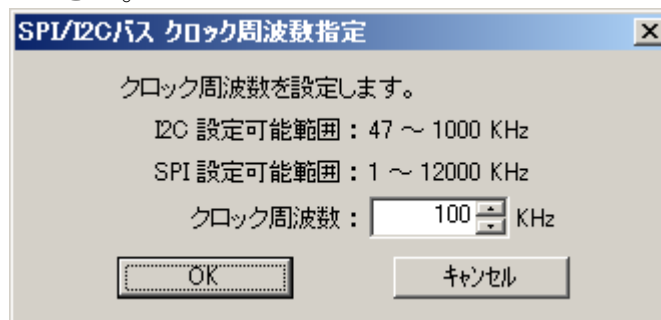 SPI/I2Cバス クロック周波数指定
クロック周波数を設定します。
I2C 設定可能範囲：47 ～ 1000 KHz
SPI 設定可能範囲：1 ～ 12000 KHz
クロック周波数： 100 KHz
OK キャンセル